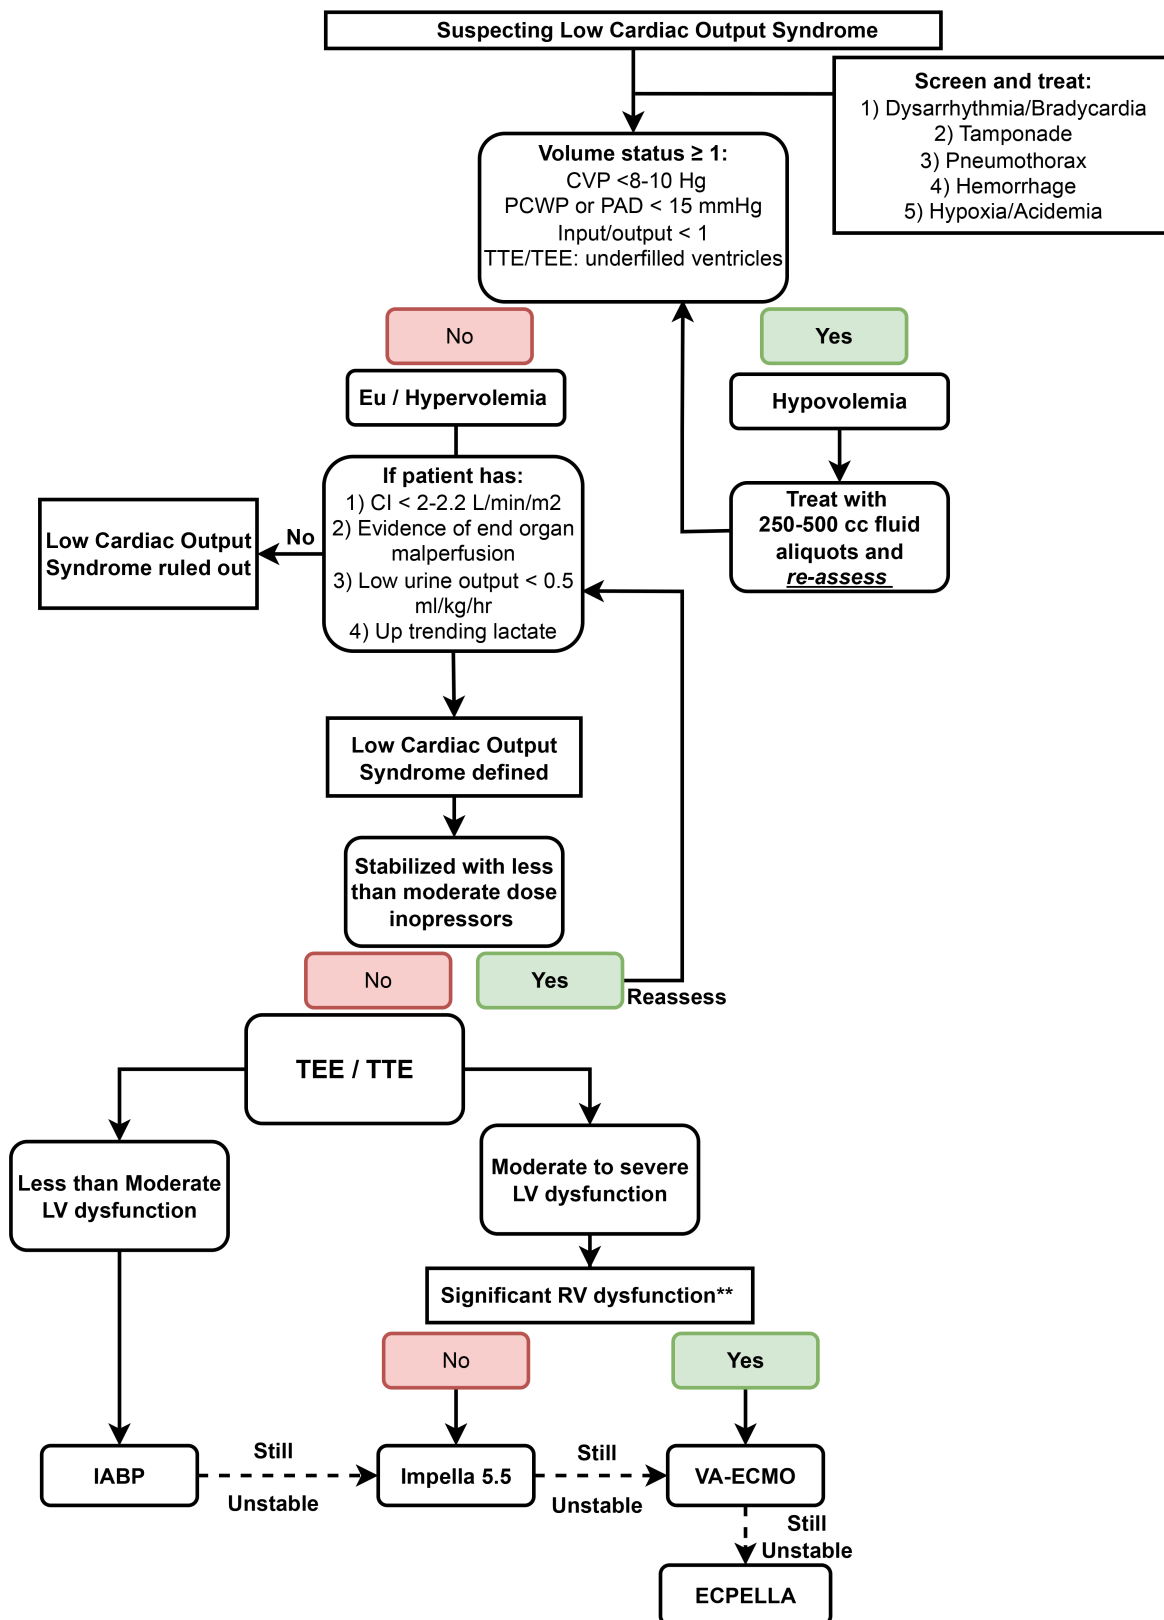 Suspecting Low Cardiac Output Syndrome
Screen and treat:
1) Dysarrhythmia/Bradycardia
2) Tamponade
3) Pneumothorax
4) Hemorrhage
5) Hypoxia/Acidemia
Volume status ≥ 1:
CVP <8-10 Hg
PCWP or PAD < 15 mmHg
Input/output < 1
TTE/TEE: underfilled ventricles
No
Yes
Eu / Hypervolemia
Hypovolemia
If patient has:
1) CI < 2-2.2 L/min/m2
2) Evidence of end organ
malperfusion
3) Low urine output < 0.5
ml/kg/hr
4) Up trending lactate
Treat with
250-500 cc fluid
aliquots and
re-assess
No
Low Cardiac Output
Syndrome ruled out
Low Cardiac Output
Syndrome defined
Stabilized with less
than moderate dose
inopressors
No
Yes
Reassess
TEE / TTE
Less than Moderate
LV dysfunction
Moderate to severe
LV dysfunction
Significant RV dysfunction**
No
Yes
IABP
Still
Unstable
Impella 5.5
Still
Unstable
VA-ECMO
Still
Unstable
ECPELLA